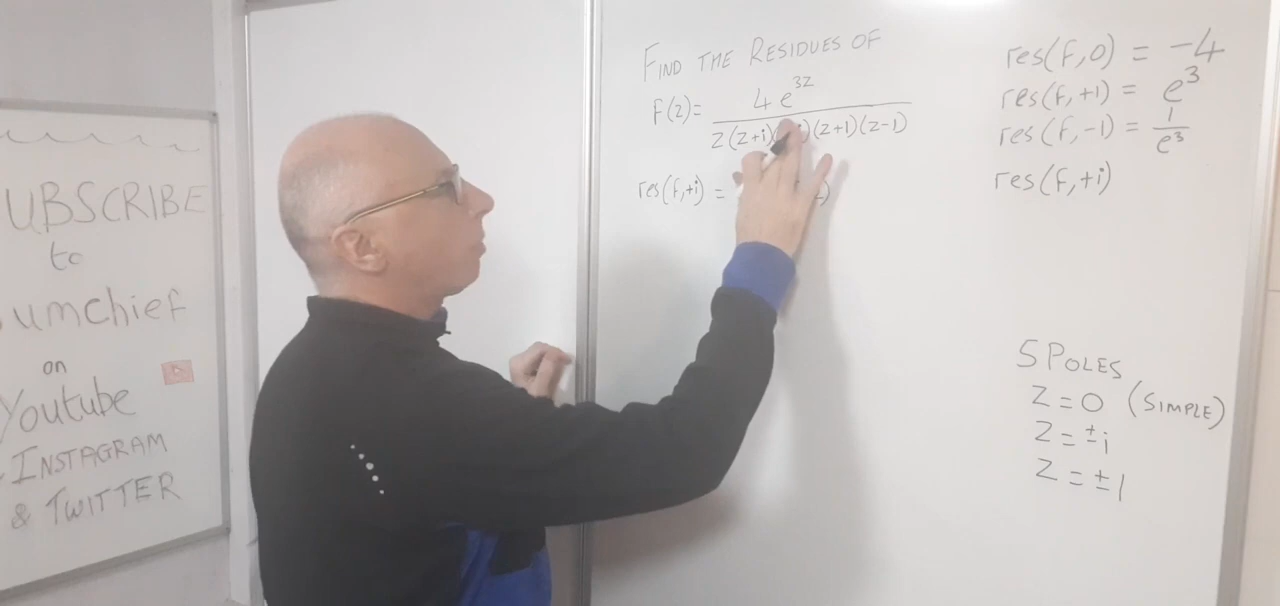 UBSCRIBE
to
umchief
on
Youtube
INSTAGRAM
& TWITTER
FIND THE RESIDUES OF
F(z)= 4e^{3z}
z(z+i) (z+1)(z-1)
res(f,+i) =
res(f,0) = -4
res(f,+1) = e^3
res(f,-1) = 1/e^3
res(f,+i)
5 POLES
z=0 (SIMPLE)
z=±i
z=±1